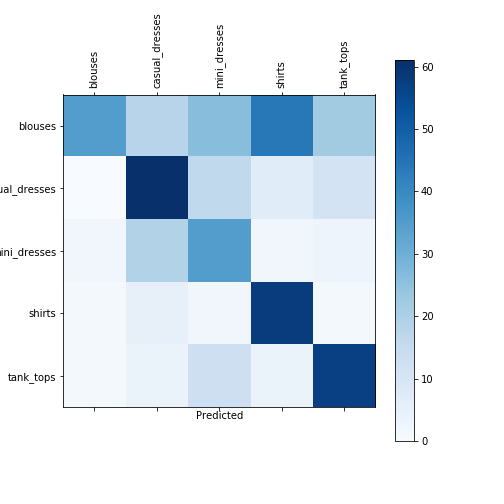 blouses
casual_dresses
mini_dresses
shirts
tank_tops
blouses
ual_dresses
ini_dresses
shirts
tank_tops
Predicted
60
50
40
30
20
10
0